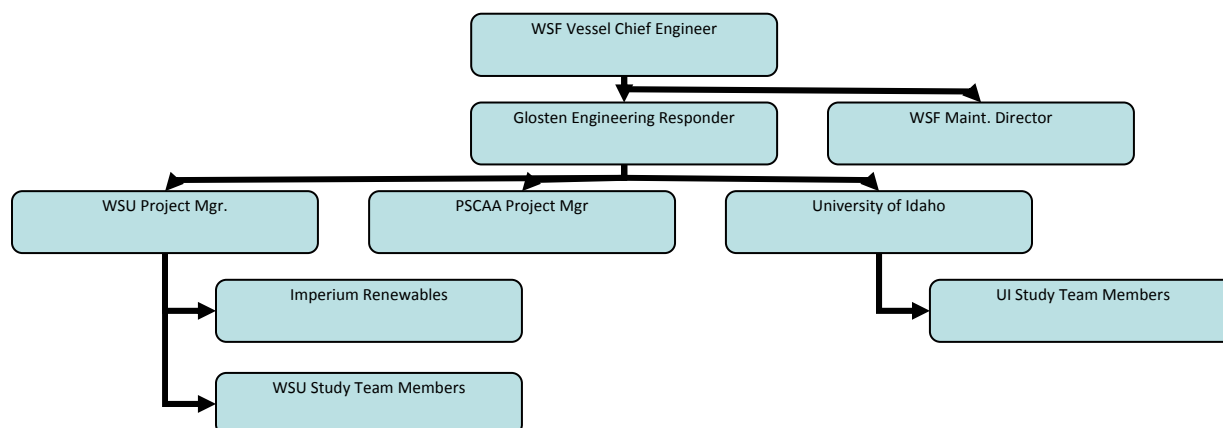 WSF Vessel Chief Engineer
Glosten Engineering Responder
WSF Maint. Director
WSU Project Mgr.
PSCAA Project Mgr
University of Idaho
Imperium Renewables
UI Study Team Members
WSU Study Team Members